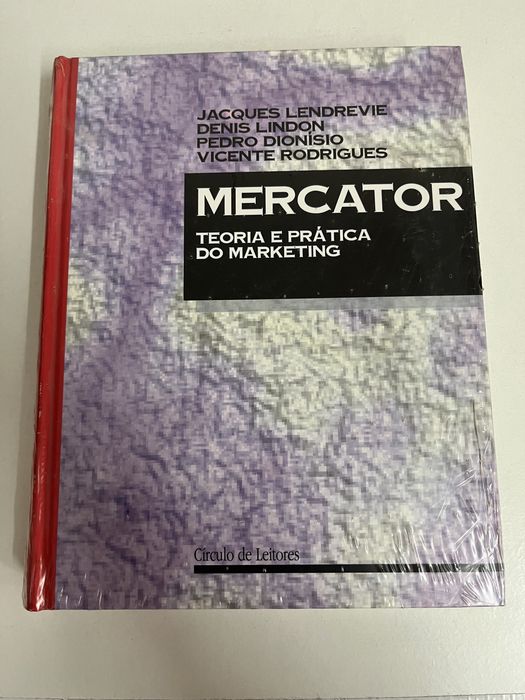 JACQUES LENDREVIE
DENIS LINDON
PEDRO DIONÍSIO
VICENTE RODRIGUES
MERCATOR
TEORIA E PRÁTICA
DO MARKETING
Círculo de Leitores